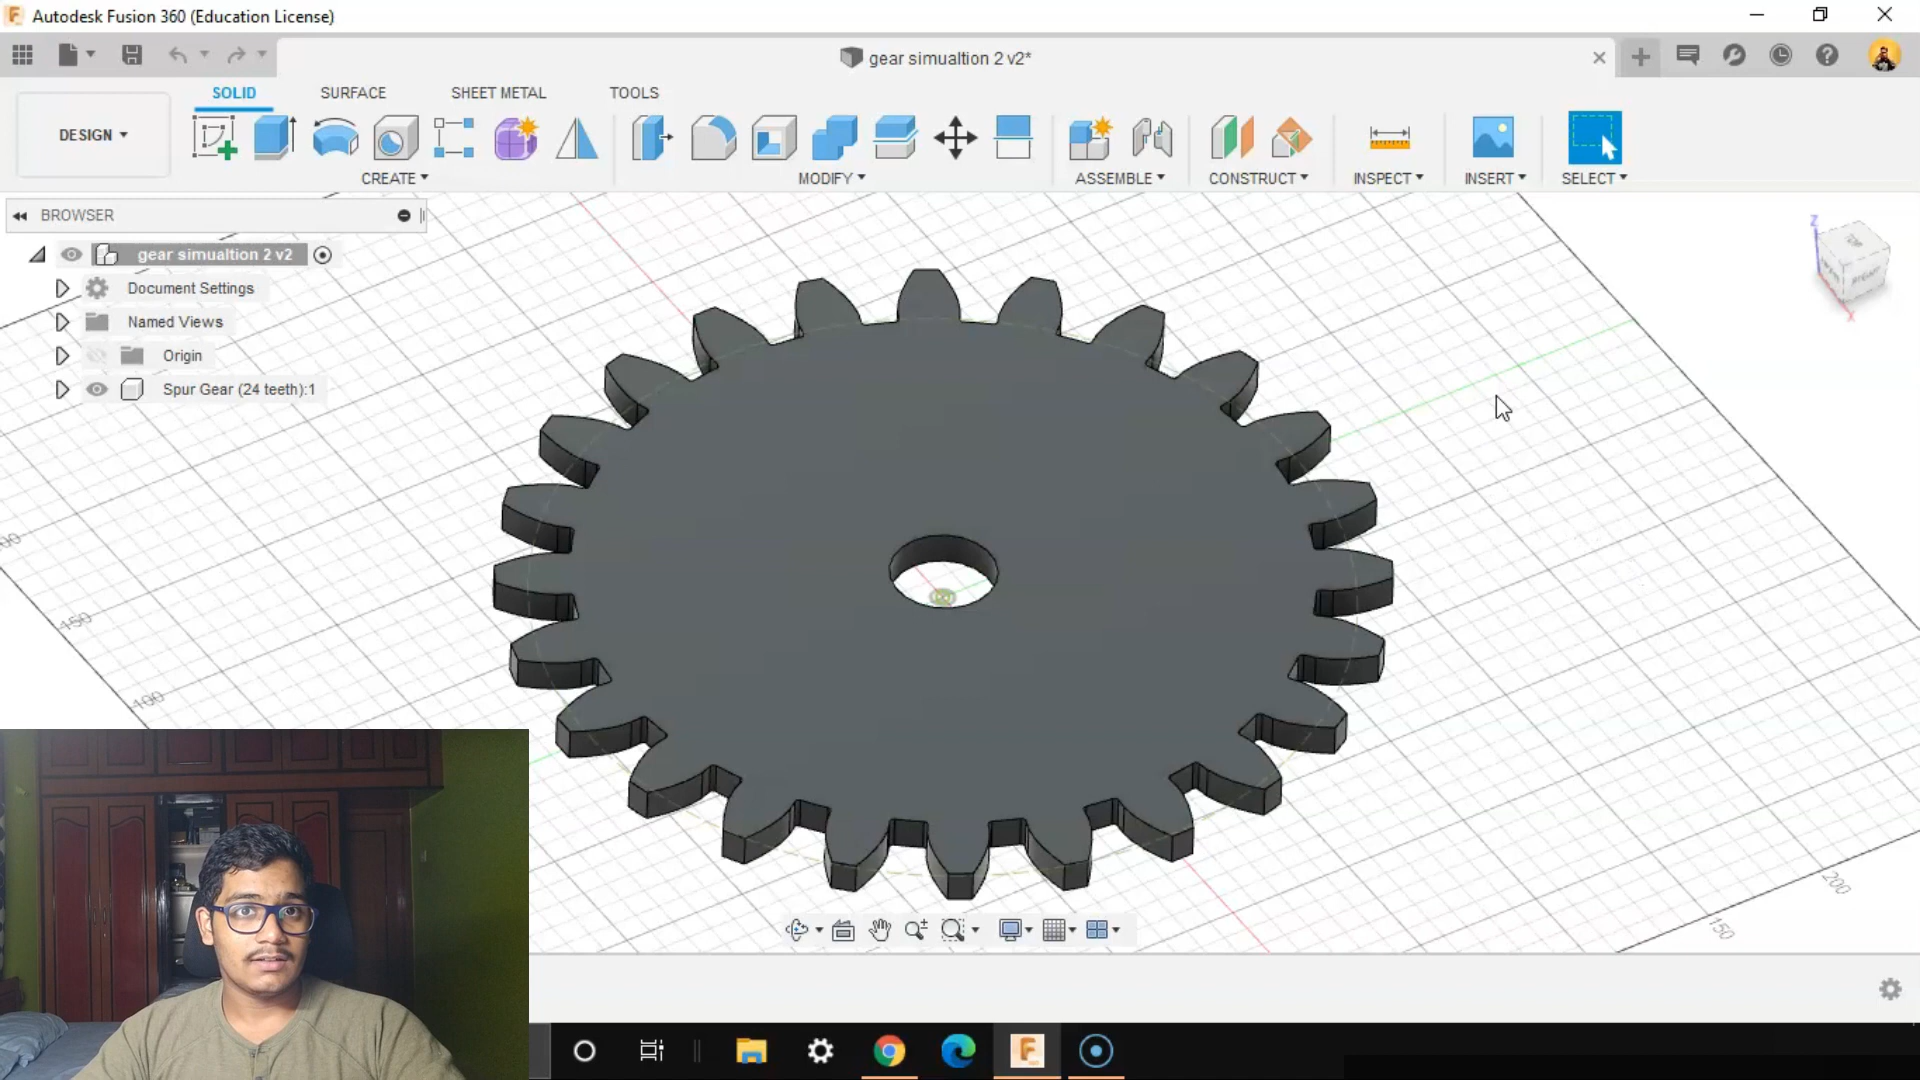 Autodesk Fusion 360 (Education License)
gear simualtion 2 v2*
SOLID SURFACE SHEET METAL TOOLS
DESIGN
CREATE MODIFY ASSEMBLE CONSTRUCT INSPECT INSERT SELECT
BROWSER
gear simualtion 2 v2
Document Settings
Named Views
Origin
Spur Gear (24 teeth):1
Z
TOP
X
150
100
200
150